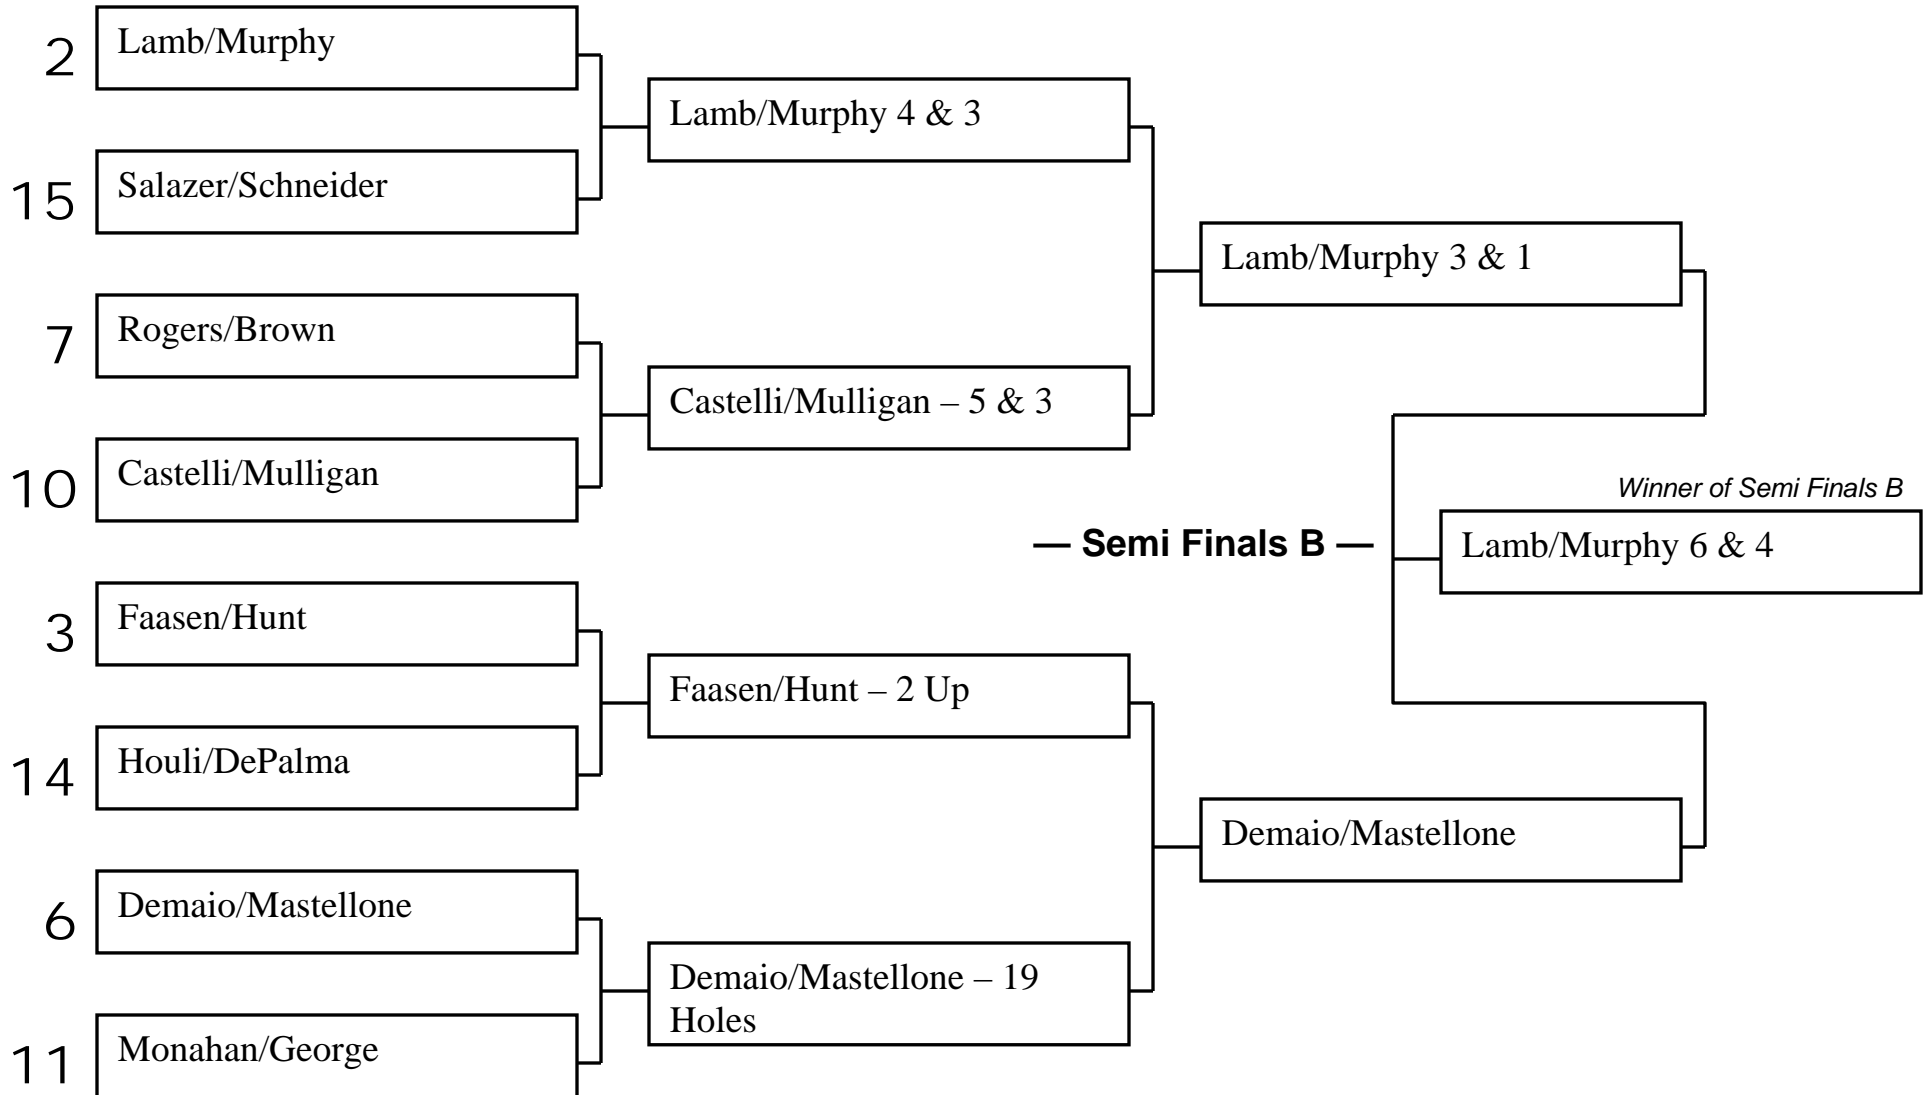 2 Lamb/Murphy
Lamb/Murphy 4 & 3
15 Salazer/Schneider
Lamb/Murphy 3 & 1
7 Rogers/Brown
Castelli/Mulligan – 5 & 3
10 Castelli/Mulligan
Winner of Semi Finals B
— Semi Finals B —
Lamb/Murphy 6 & 4
3 Faasen/Hunt
Faasen/Hunt – 2 Up
14 Houli/DePalma
Demaio/Mastellone
6 Demaio/Mastellone
Demaio/Mastellone – 19
Holes
11 Monahan/George